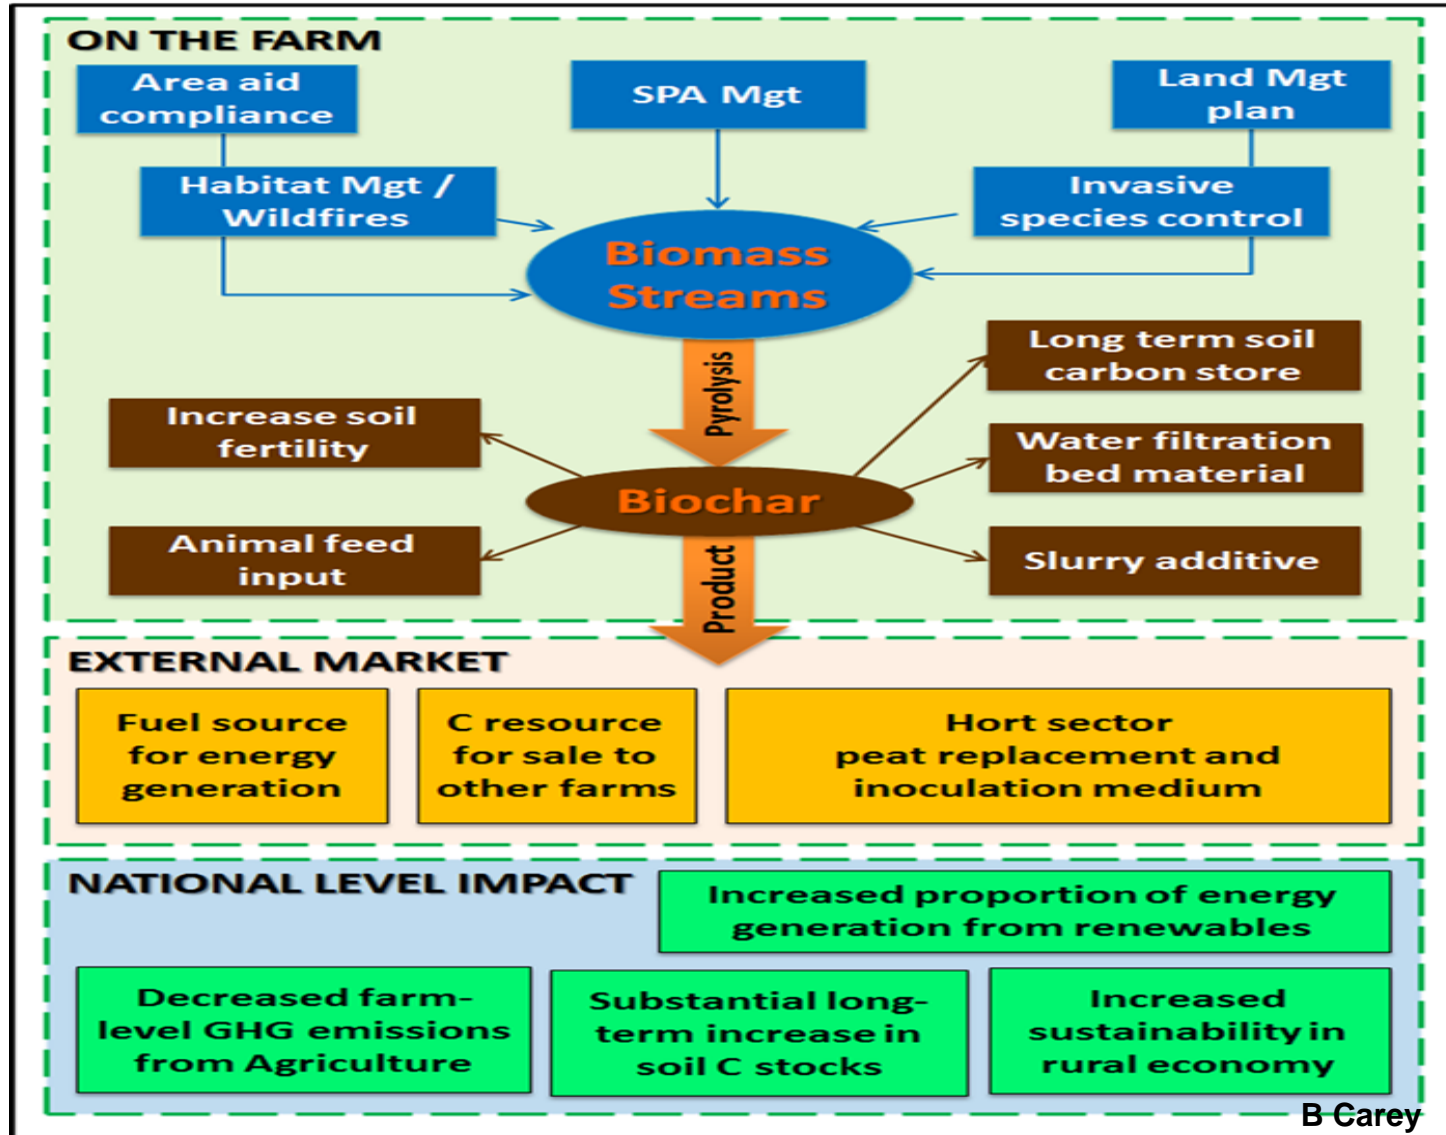 ON THE FARM
Area aid
compliance
SPA Mgt
Land Mgt
plan
Habitat Mgt /
Wildfires
Invasive
species control
Biomass
Streams
Pyrolysis
Long term soil
carbon store
Increase soil
fertility
Water filtration
bed material
Biochar
Animal feed
input
Slurry additive
Product
EXTERNAL MARKET
Fuel source
for energy
generation
C resource
for sale to
other farms
Hort sector
peat replacement and
inoculation medium
NATIONAL LEVEL IMPACT
Increased proportion of energy
generation from renewables
Decreased farm-
level GHG emissions
from Agriculture
Substantial long-
term increase in
soil C stocks
Increased
sustainability in
rural economy
B Carey